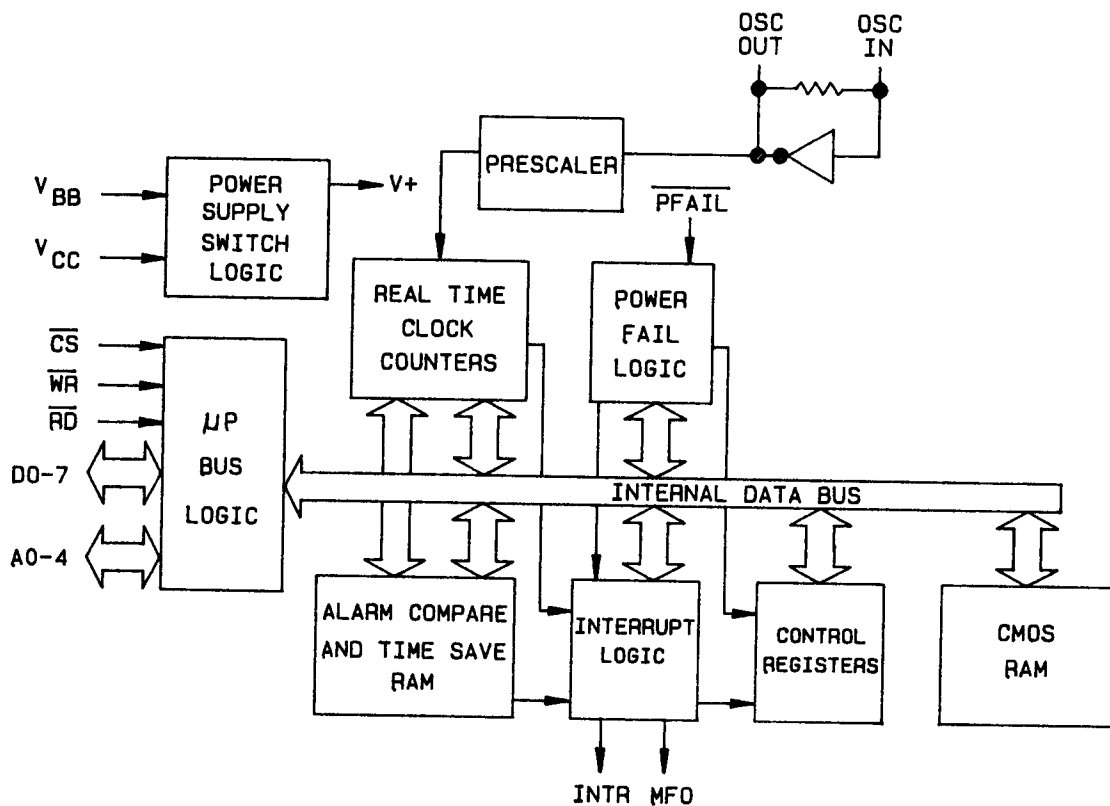 OSC
OUT
OSC
IN
PRESCALER
V BB
V CC
POWER
SUPPLY
SWITCH
LOGIC
V+
PFAIL
REAL TIME
CLOCK
COUNTERS
POWER
FAIL
LOGIC
CS
WR
RD
D0-7
A0-4
µP
BUS
LOGIC
INTERNAL DATA BUS
ALARM COMPARE
AND TIME SAVE
RAM
INTERRUPT
LOGIC
CONTROL
REGISTERS
CMOS
RAM
INTR MFO